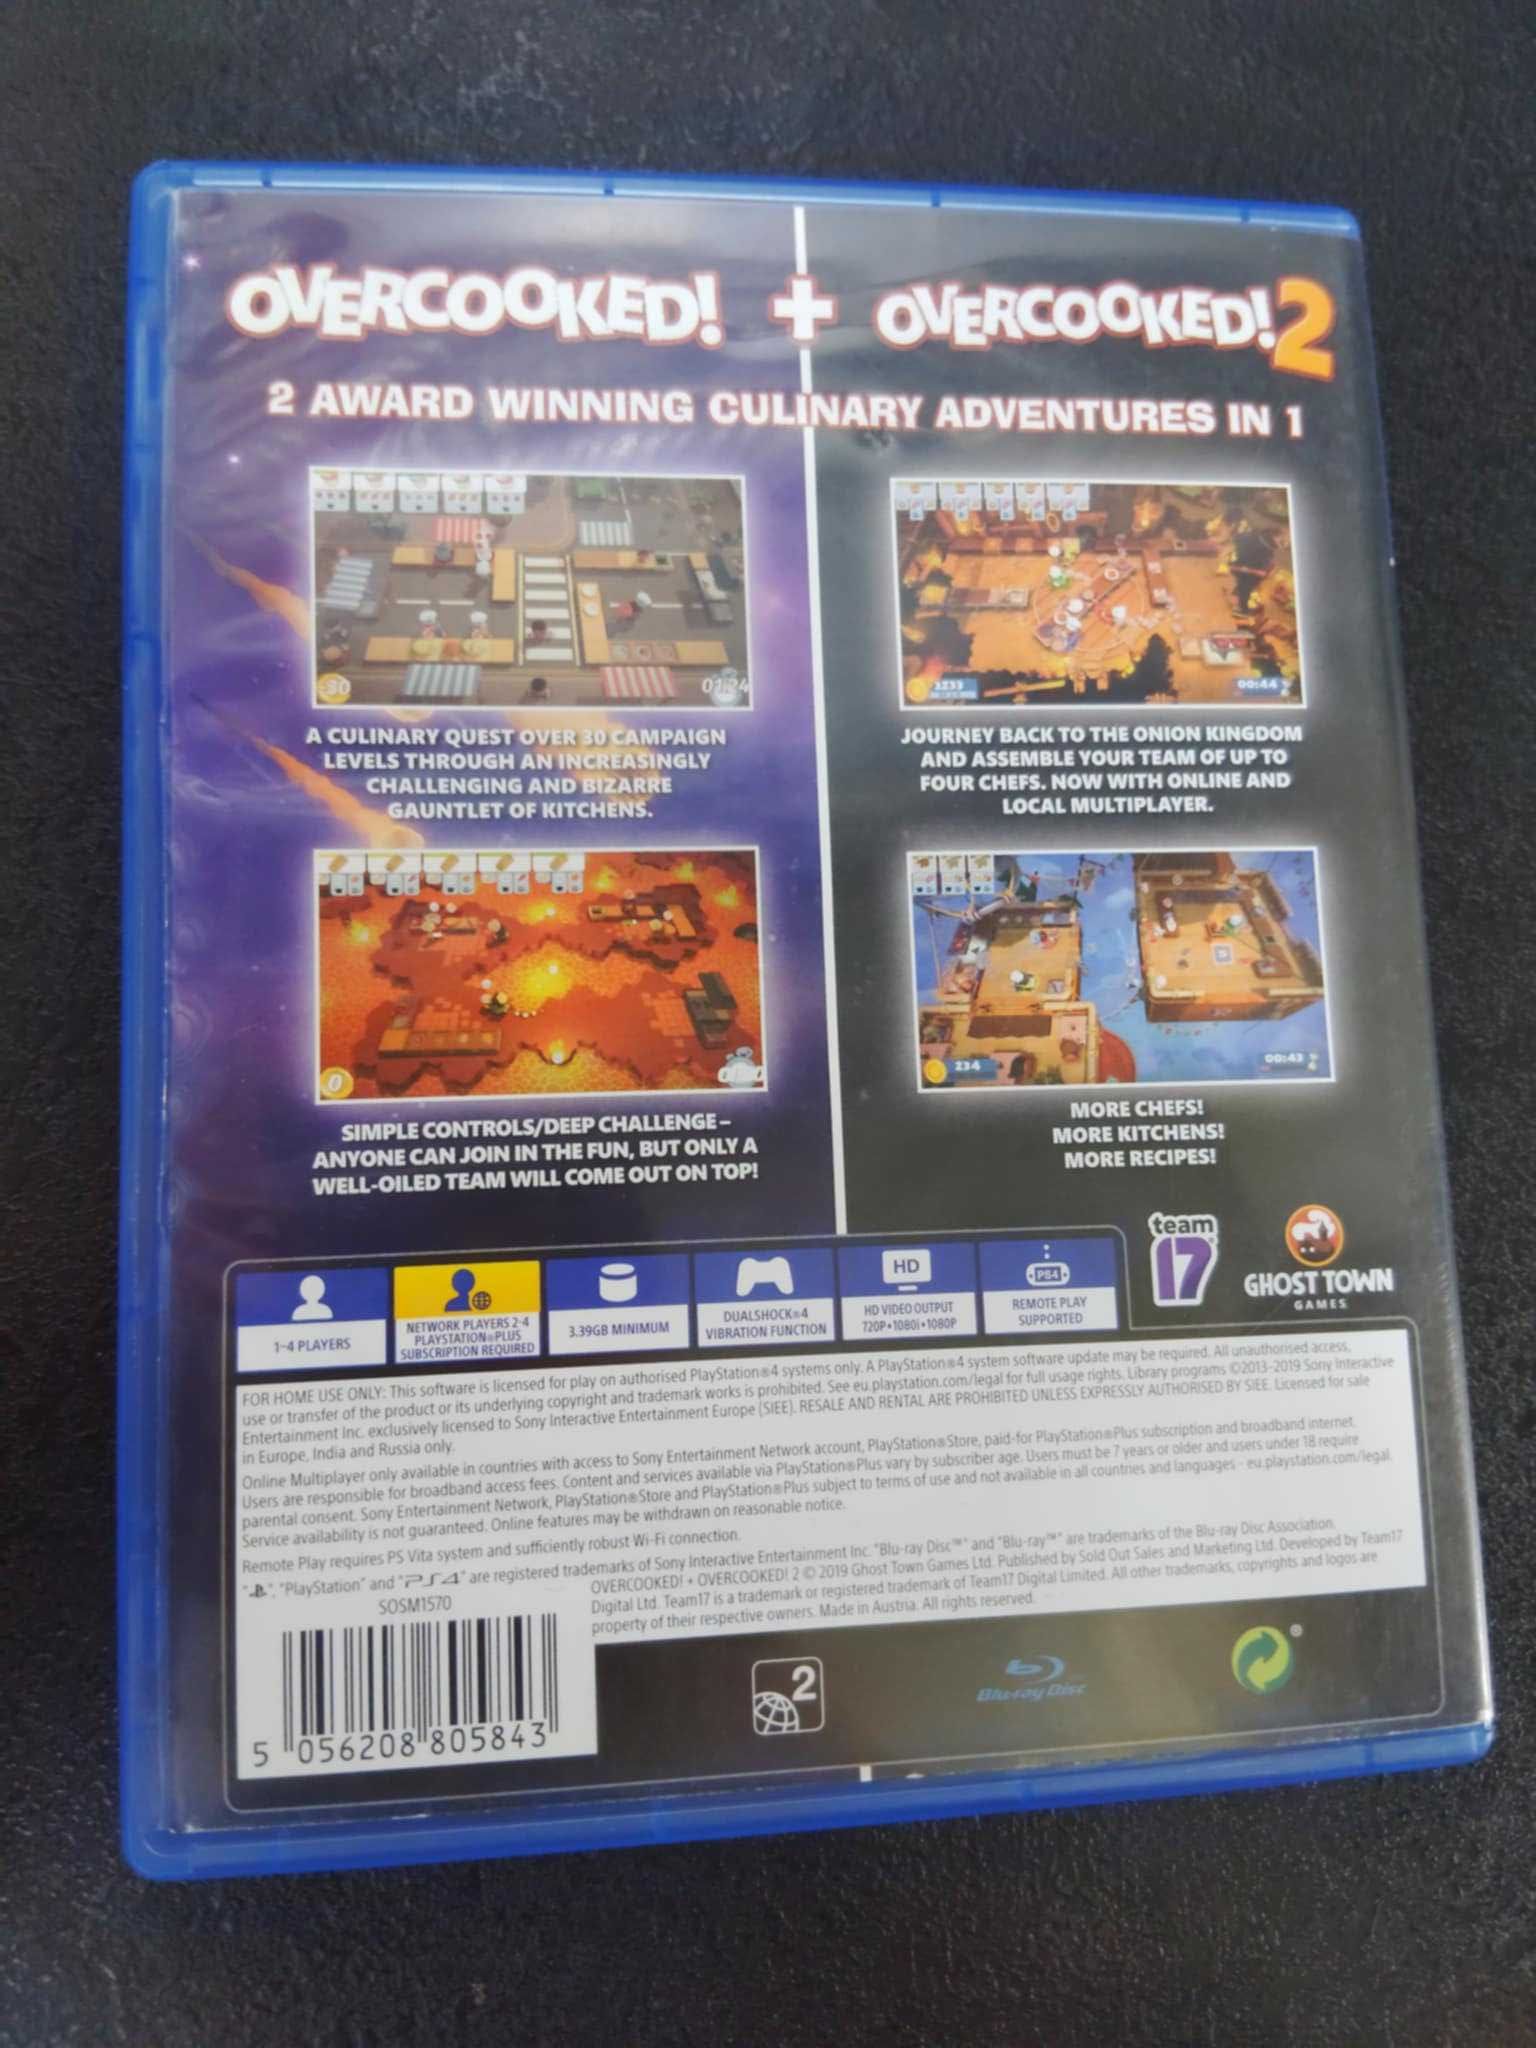 OVERCOOKED! + OVERCOOKED! 2
2 AWARD WINNING CULINARY ADVENTURES IN 1
-30
01:24
A CULINARY QUEST OVER 30 CAMPAIGN
LEVELS THROUGH AN INCREASINGLY
CHALLENGING AND BIZARRE
GAUNTLET OF KITCHENS.
0
SIMPLE CONTROLS/DEEP CHALLENGE –
ANYONE CAN JOIN IN THE FUN, BUT ONLY A
WELL-OILED TEAM WILL COME OUT ON TOP!
00:44
JOURNEY BACK TO THE ONION KINGDOM
AND ASSEMBLE YOUR TEAM OF UP TO
FOUR CHEFS. NOW WITH ONLINE AND
LOCAL MULTIPLAYER.
234
00:43
MORE CHEFS!
MORE KITCHENS!
MORE RECIPES!
team
17
GHOST TOWN
GAMES
1-4 PLAYERS
NETWORK PLAYERS 2-4
PLAYSTATION®PLUS
SUBSCRIPTION REQUIRED
3.39GB MINIMUM
DUALSHOCK®4
VIBRATION FUNCTION
HD
HD VIDEO OUTPUT
720P•1080i•1080P
PS4
REMOTE PLAY
SUPPORTED
FOR HOME USE ONLY: This software is licensed for play on authorised PlayStation®4 systems only. A PlayStation®4 system software update may be required. All unauthorised access,
use or transfer of the product or its underlying copyright and trademark works is prohibited. See eu.playstation.com/legal for full usage rights. Library programs ©2013-2019 Sony Interactive
Entertainment Inc. exclusively licensed to Sony Interactive Entertainment Europe (SIEE). RESALE AND RENTAL ARE PROHIBITED UNLESS EXPRESSLY AUTHORISED BY SIEE. Licensed for sale
in Europe, India and Russia only.
Online Multiplayer only available in countries with access to Sony Entertainment Network account, PlayStation®Store, paid-for PlayStation®Plus subscription and broadband internet.
Users are responsible for broadband access fees. Content and services available via PlayStation®Plus vary by subscriber age. Users must be 7 years or older and users under 18 require
parental consent. Sony Entertainment Network, PlayStation®Store and PlayStation®Plus subject to terms of use and not available in all countries and languages - eu.playstation.com/legal.
Service availability is not guaranteed. Online features may be withdrawn on reasonable notice.
Remote Play requires PS Vita system and sufficiently robust Wi-Fi connection.
"PlayStation" and "PS4" are registered trademarks of Sony Interactive Entertainment Inc. "Blu-ray Disc™" and "Blu-ray™" are trademarks of the Blu-ray Disc Association.
SOSM1570
OVERCOOKED! + OVERCOOKED! 2 © 2019 Ghost Town Games Ltd. Published by Sold Out Sales and Marketing Ltd. Developed by Team17
Digital Ltd. Team17 is a trademark or registered trademark of Team17 Digital Limited. All other trademarks, copyrights and logos are
property of their respective owners. Made in Austria. All rights reserved.
5 056208 805843
2
Blu-ray Disc
®